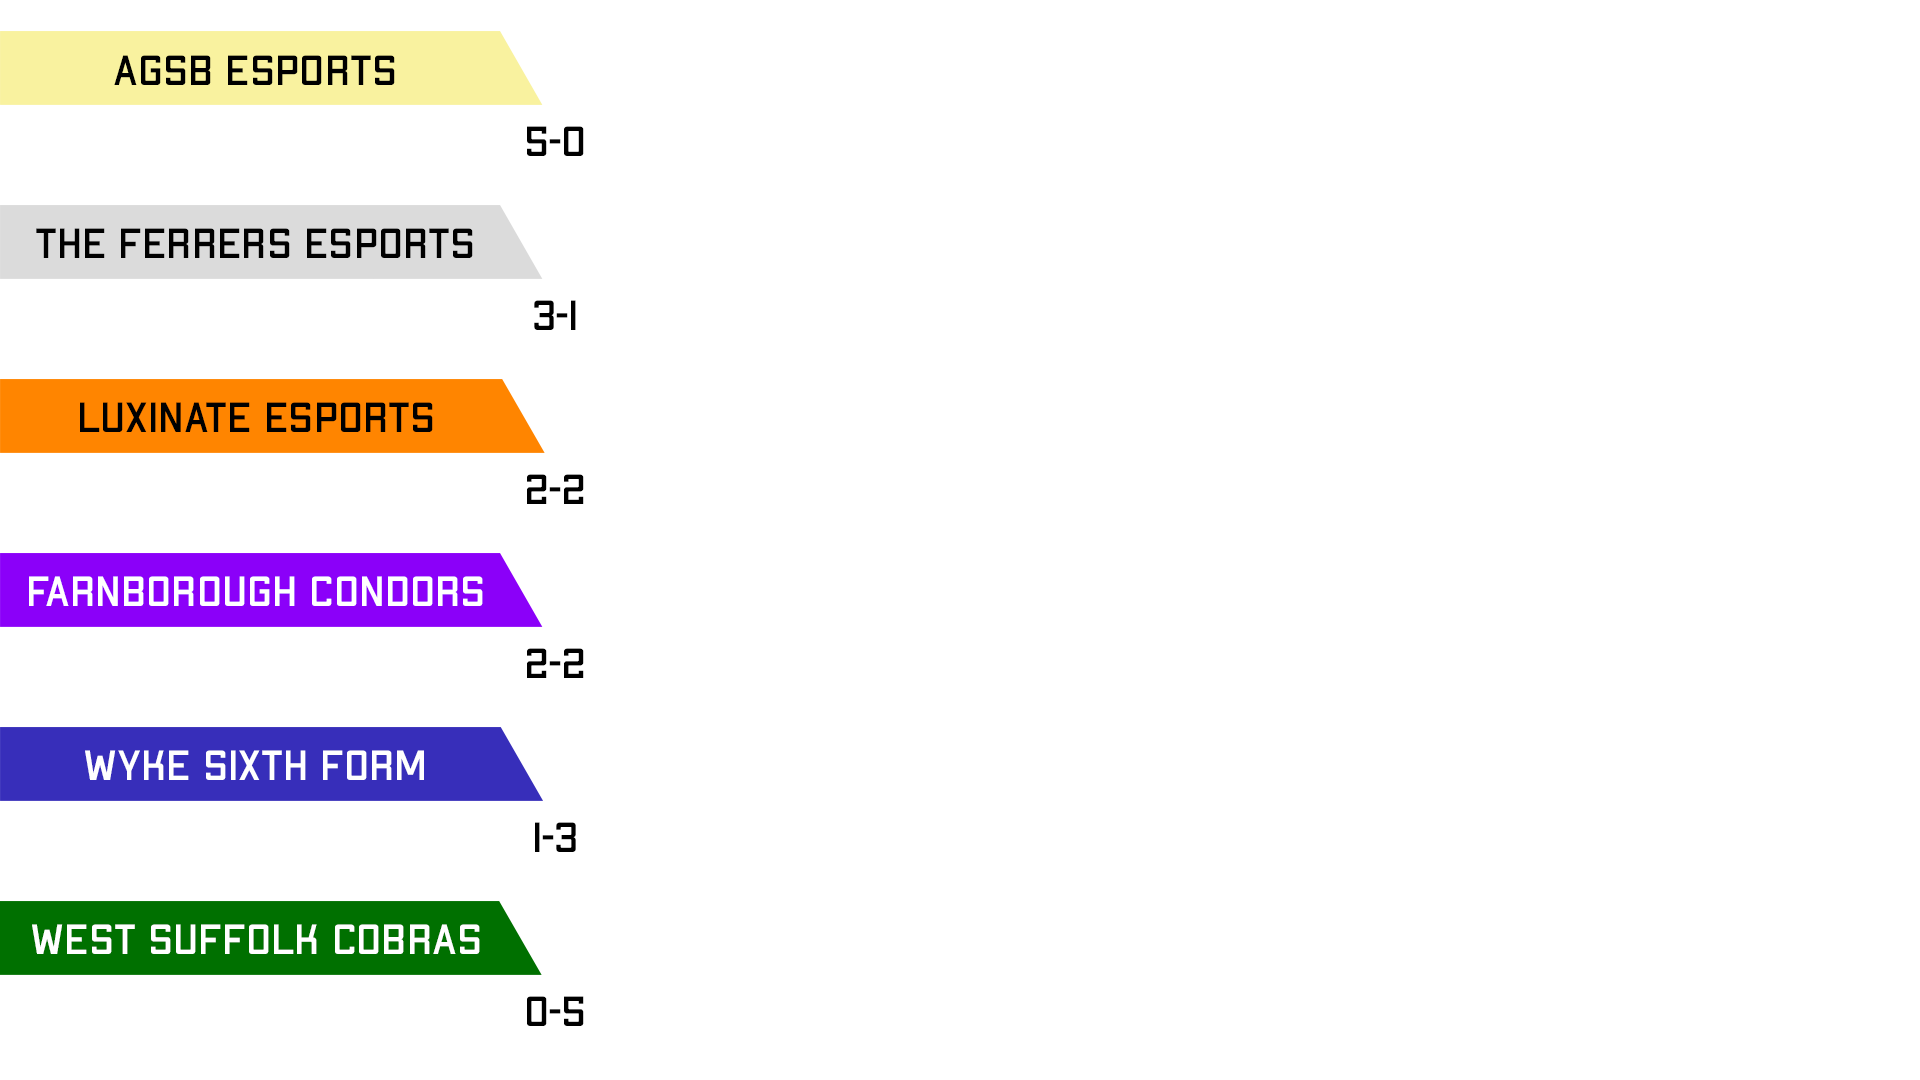 AGSB ESPORTS
5-0
THE FERRERS ESPORTS
3-1
LUXINATE ESPORTS
2-2
FARNBOROUGH CONDORS
2-2
WYKE SIXTH FORM
1-3
WEST SUFFOLK COBRAS
0-5